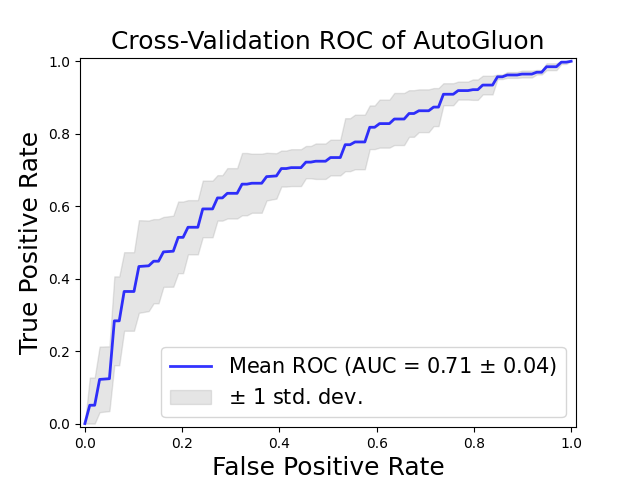 Cross-Validation ROC of AutoGluon
True Positive Rate
1.0
0.8
0.6
0.4
0.2
0.0
Mean ROC (AUC = 0.71 ± 0.04)
± 1 std. dev.
0.0 0.2 0.4 0.6 0.8 1.0
False Positive Rate